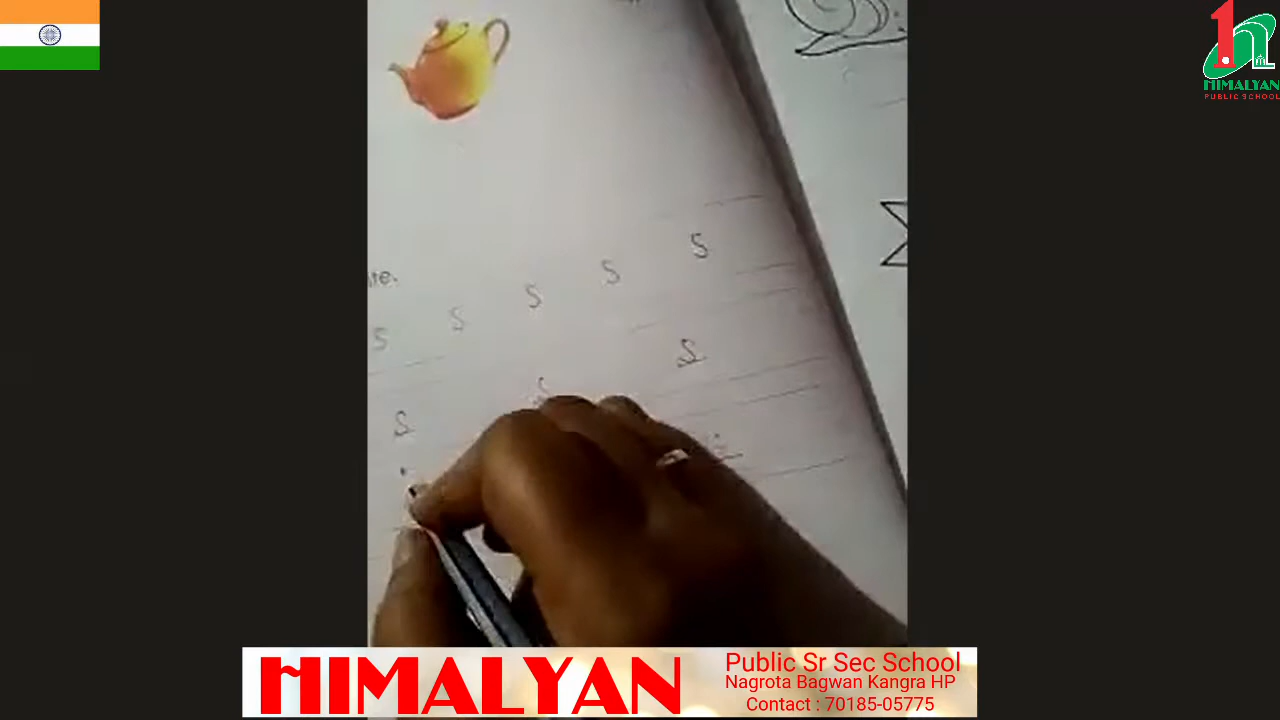 HIMALYAN
PUBLIC SCHOOL
S S S S S
S S S
HIMALYAN
Public Sr Sec School
Nagrota Bagwan Kangra HP
Contact : 70185-05775